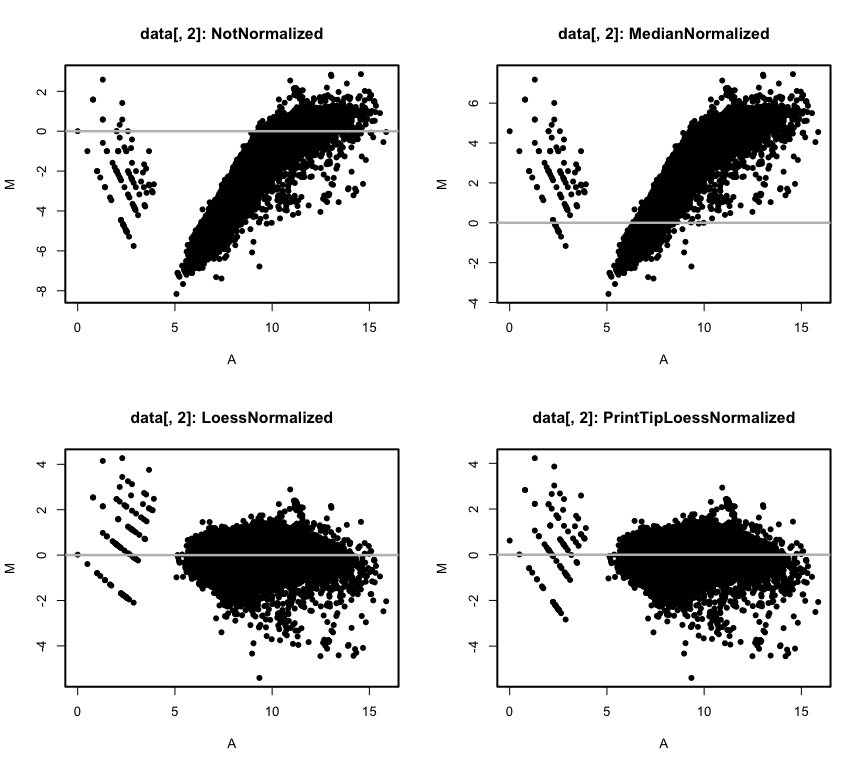 data[, 2]: NotNormalized
M
2
0
-2
-4
-6
-8
0 5 10 15
A
data[, 2]: MedianNormalized
M
6
4
2
0
-2
-4
0 5 10 15
A
data[, 2]: LoessNormalized
M
4
2
0
-2
-4
0 5 10 15
A
data[, 2]: PrintTipLoessNormalized
M
4
2
0
-2
-4
0 5 10 15
A